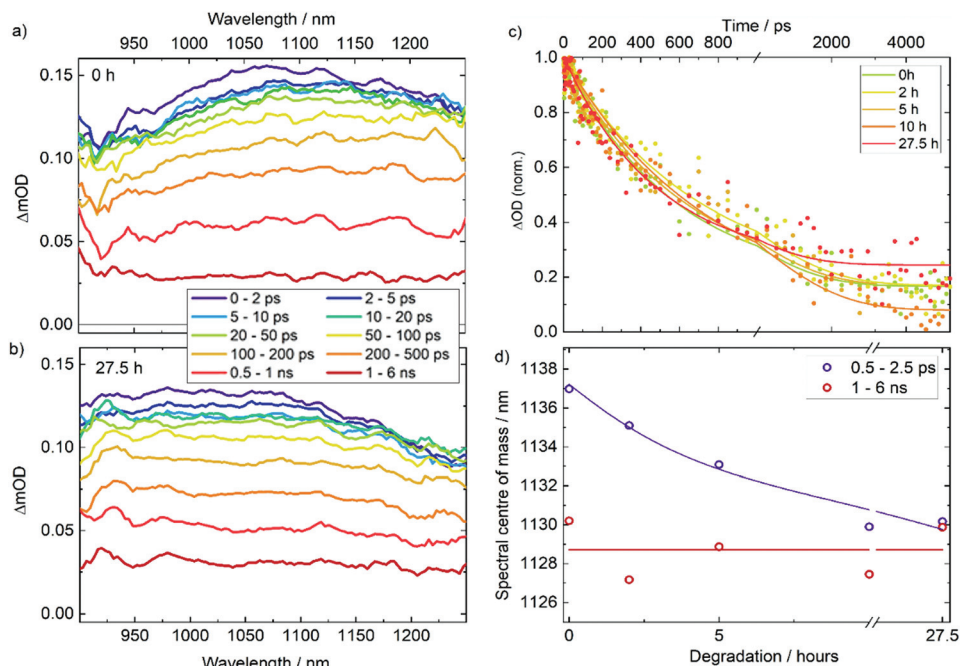 Wavelength / nm
a)
950 1000 1050 1100 1150 1200
0.15
0 h
0.10
ΔmOD
0.05
0.00
0 - 2 ps 2 - 5 ps
5 - 10 ps 10 - 20 ps
20 - 50 ps 50 - 100 ps
100 - 200 ps 200 - 500 ps
0.5 - 1 ns 1 - 6 ns
b)
0.15
27.5 h
0.10
ΔmOD
0.05
0.00
950 1000 1050 1100 1150 1200
Wavelength / nm
Time / ps
c)
0 200 400 600 800 2000 4000
1.0
0.8
0.6
0.4
0.2
0.0
ΔOD (norm.)
0h
2 h
5 h
10 h
27.5 h
d)
1138
1136
1134
1132
1130
1128
1126
Spectral centre of mass / nm
0.5 - 2.5 ps
1 - 6 ns
0 5 27.5
Degradation / hours